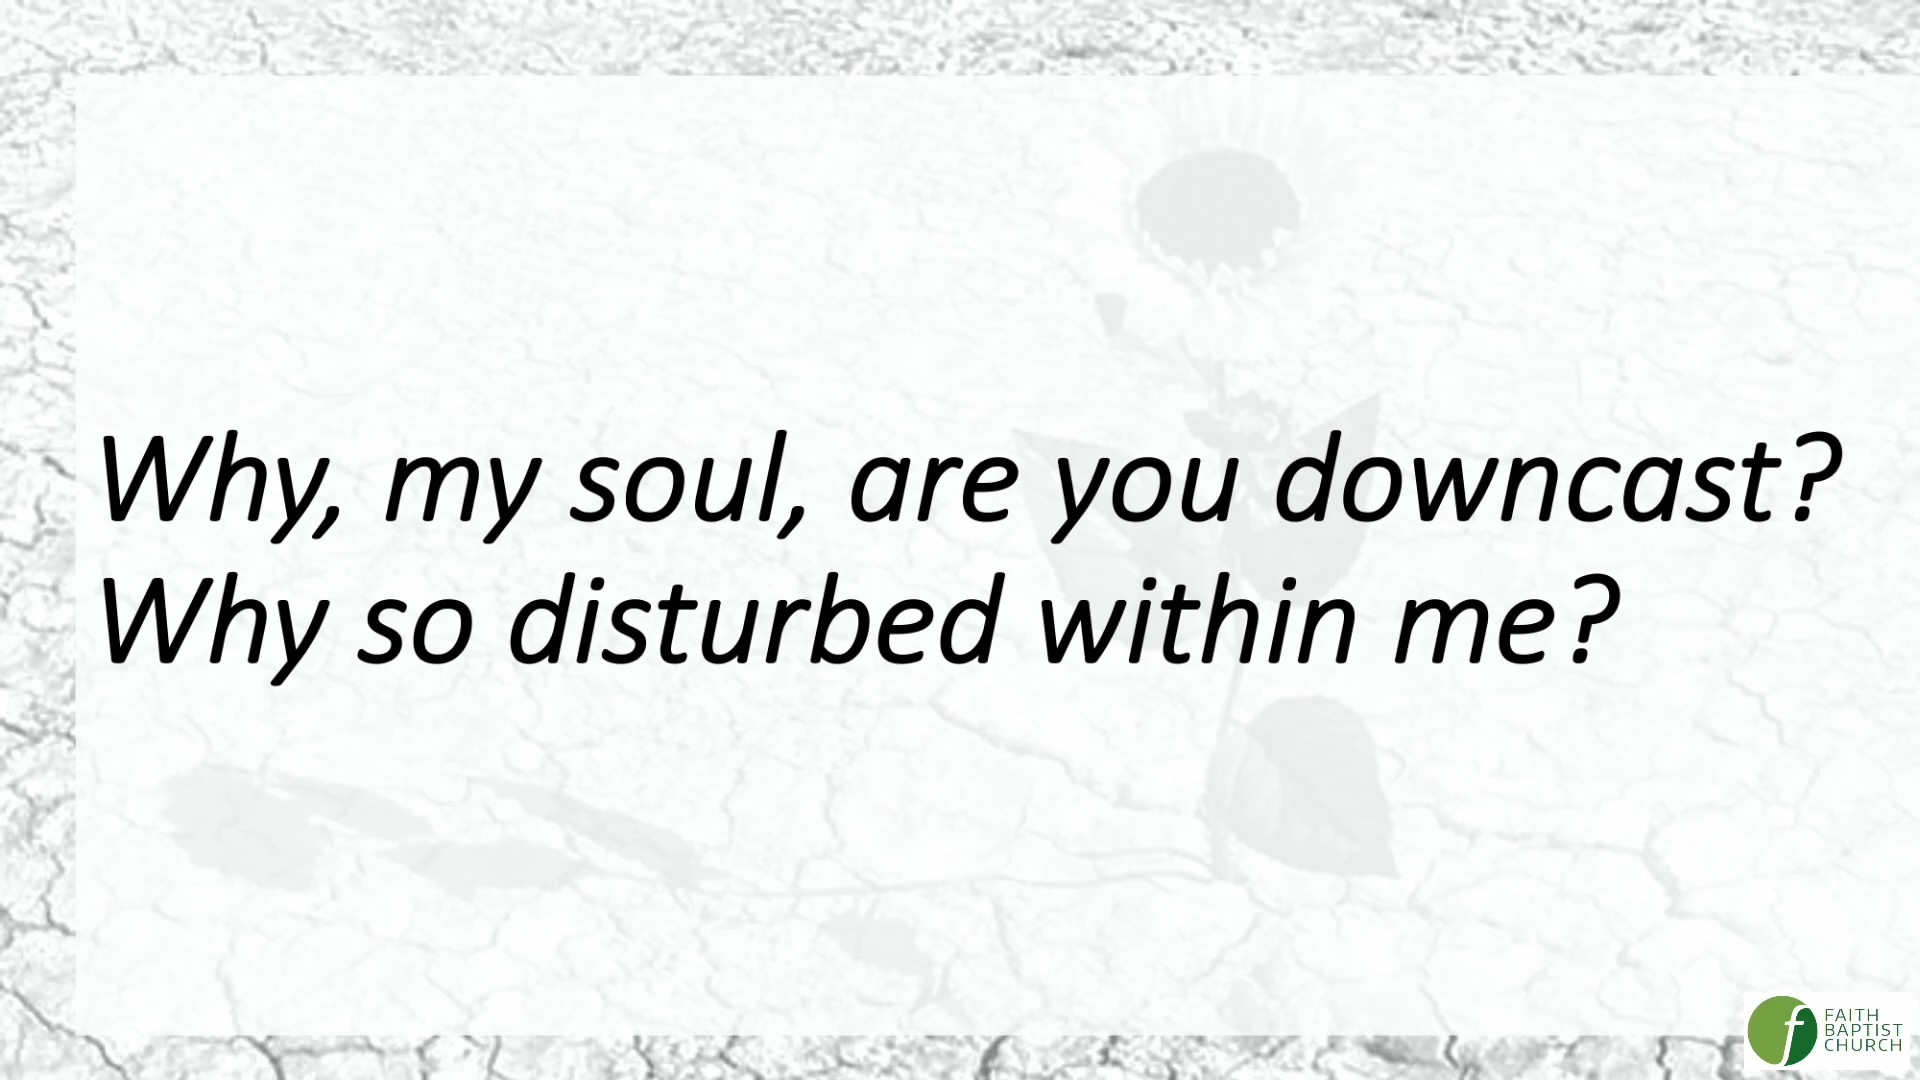 Why, my soul, are you downcast?
Why so disturbed within me?
f
FAITH
BAPTIST
CHURCH